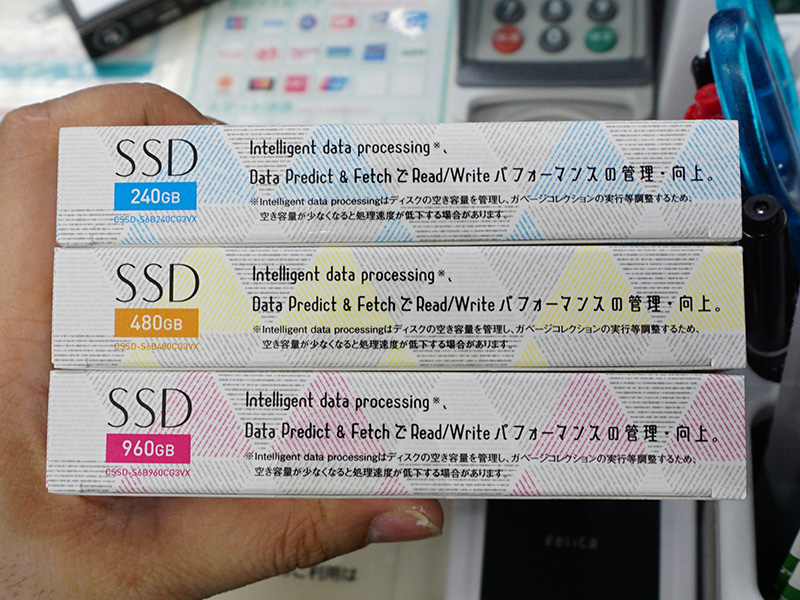 SSD
240GB
CSSD-S6B240CG3VX
Intelligent data processing※、
Data Predict & FetchでRead/Writeパフォーマンスの管理・向上。
※Intelligent data processingはディスクの空き容量を管理し、ガベージコレクションの実行等調整するため、
空き容量が少なくなると処理速度が低下する場合があります。
SSD
480GB
CSSD-S6B480CG3VX
Intelligent data processing※、
Data Predict & FetchでRead/Writeパフォーマンスの管理・向上。
※Intelligent data processingはディスクの空き容量を管理し、ガベージコレクションの実行等調整するため、
空き容量が少なくなると処理速度が低下する場合があります。
SSD
960GB
CSSD-S6B960CG3VX
Intelligent data processing※、
Data Predict & FetchでRead/Writeパフォーマンスの管理・向上。
※Intelligent data processingはディスクの空き容量を管理し、ガベージコレクションの実行等調整するため、
空き容量が少なくなると処理速度が低下する場合があります。
FeliCa
ご利用は